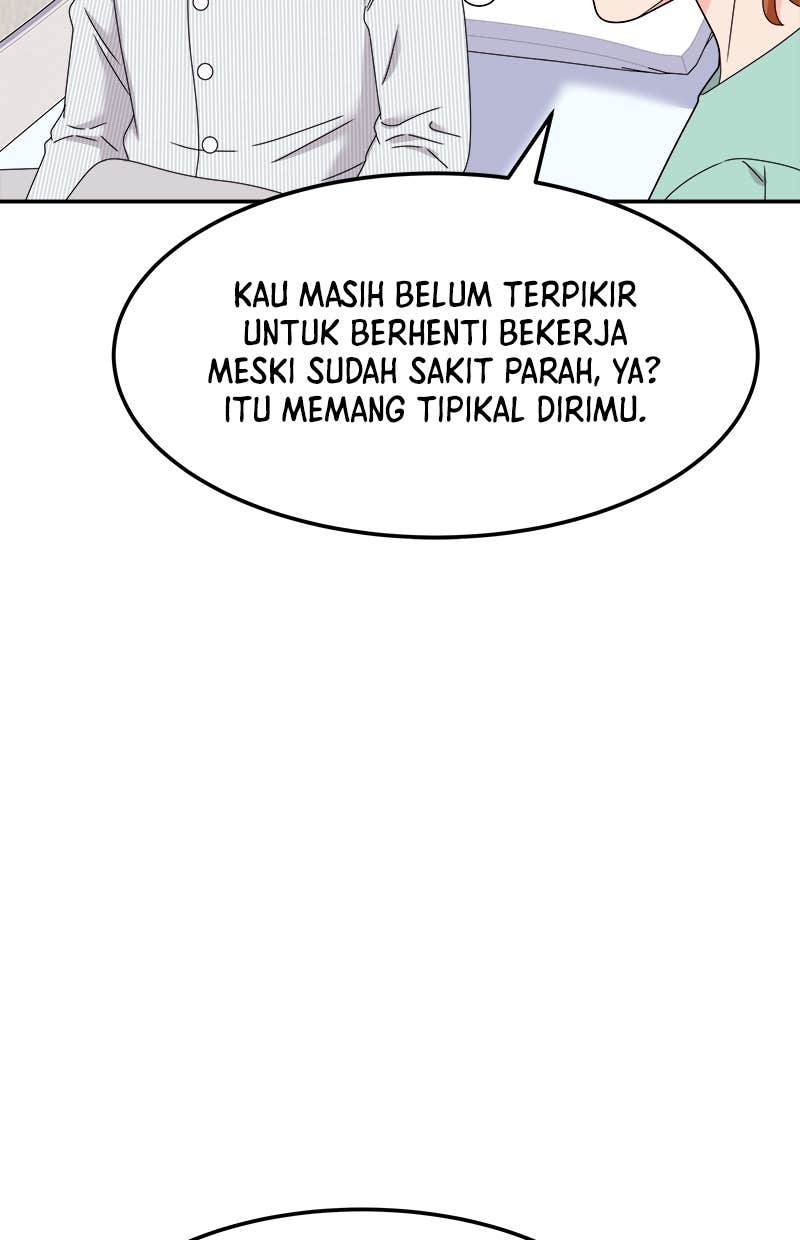 KAU MASIH BELUM TERPIKIR
UNTUK BERHENTI BEKERJA
MESKI SUDAH SAKIT PARAH, YA?
ITU MEMANG TIPIKAL DIRIMU.